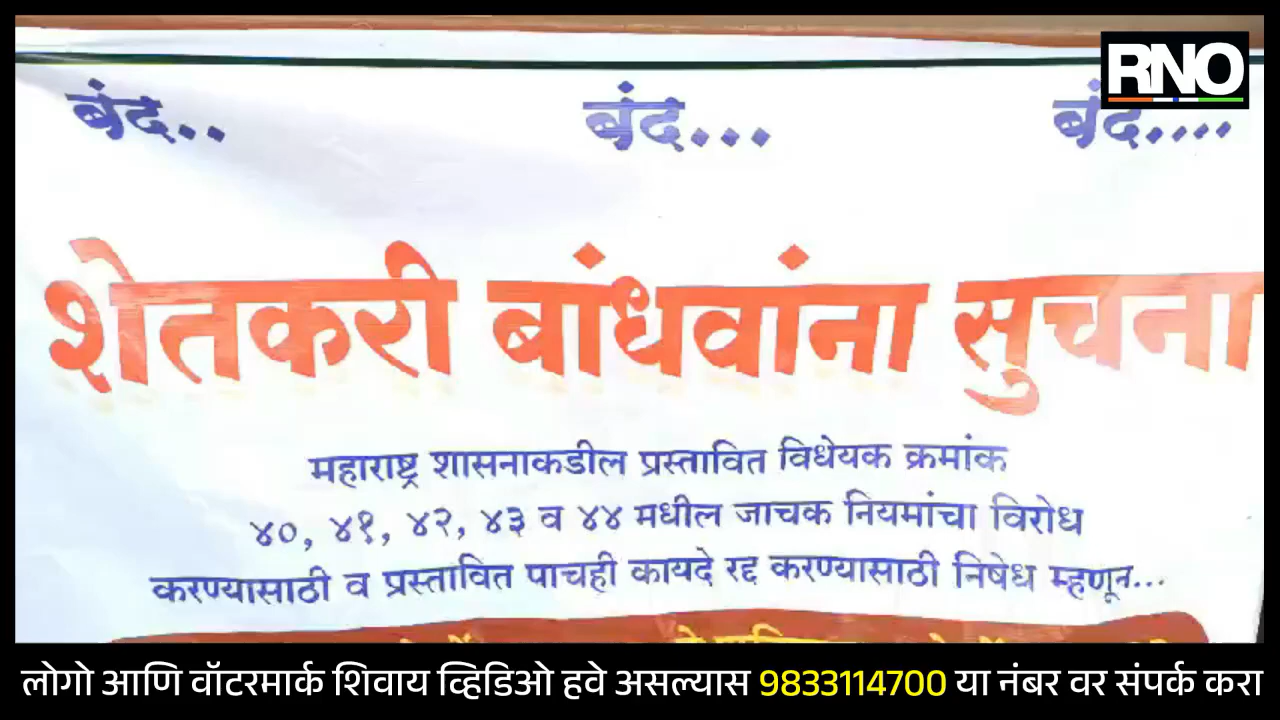 RNO
बंद.. बंद... बंद....
शेतकरी बांधवांना सुचना
महाराष्ट्र शासनाकडील प्रस्तावित विधेयक क्रमांक
४०, ४१, ४२, ४३ व ४४ मधील जाचक नियमांचा विरोध
करण्यासाठी व प्रस्तावित पाचही कायदे रद्द करण्यासाठी निषेध म्हणून...
लोगो आणि वॉटरमार्क शिवाय व्हिडिओ हवे असल्यास 9833114700 या नंबर वर संपर्क करा